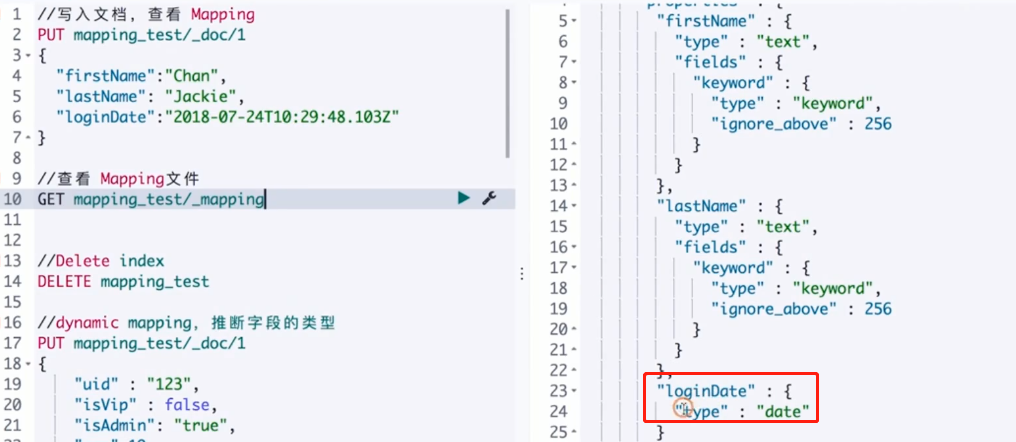 1 //写入文档，查看 Mapping
2 PUT mapping_test/_doc/1
3 {
4 "firstName":"Chan",
5 "lastName": "Jackie",
6 "loginDate":"2018-07-24T10:29:48.103Z"
7 }
8
9 //查看 Mapping文件
10 GET mapping_test/_mapping
11
12
13 //Delete index
14 DELETE mapping_test
15
16 //dynamic mapping，推断字段的类型
17 PUT mapping_test/_doc/1
18 {
19 "uid" : "123",
20 "isVip" : false,
21 "isAdmin": "true",
5 "firstName" : {
6 "type" : "text",
7 "fields" : {
8 "keyword" : {
9 "type" : "keyword",
10 "ignore_above" : 256
11 }
12 }
13 },
14 "lastName" : {
15 "type" : "text",
16 "fields" : {
17 "keyword" : {
18 "type" : "keyword",
19 "ignore_above" : 256
20 }
21 }
22 },
23 "loginDate" : {
24 "type" : "date"
25 }